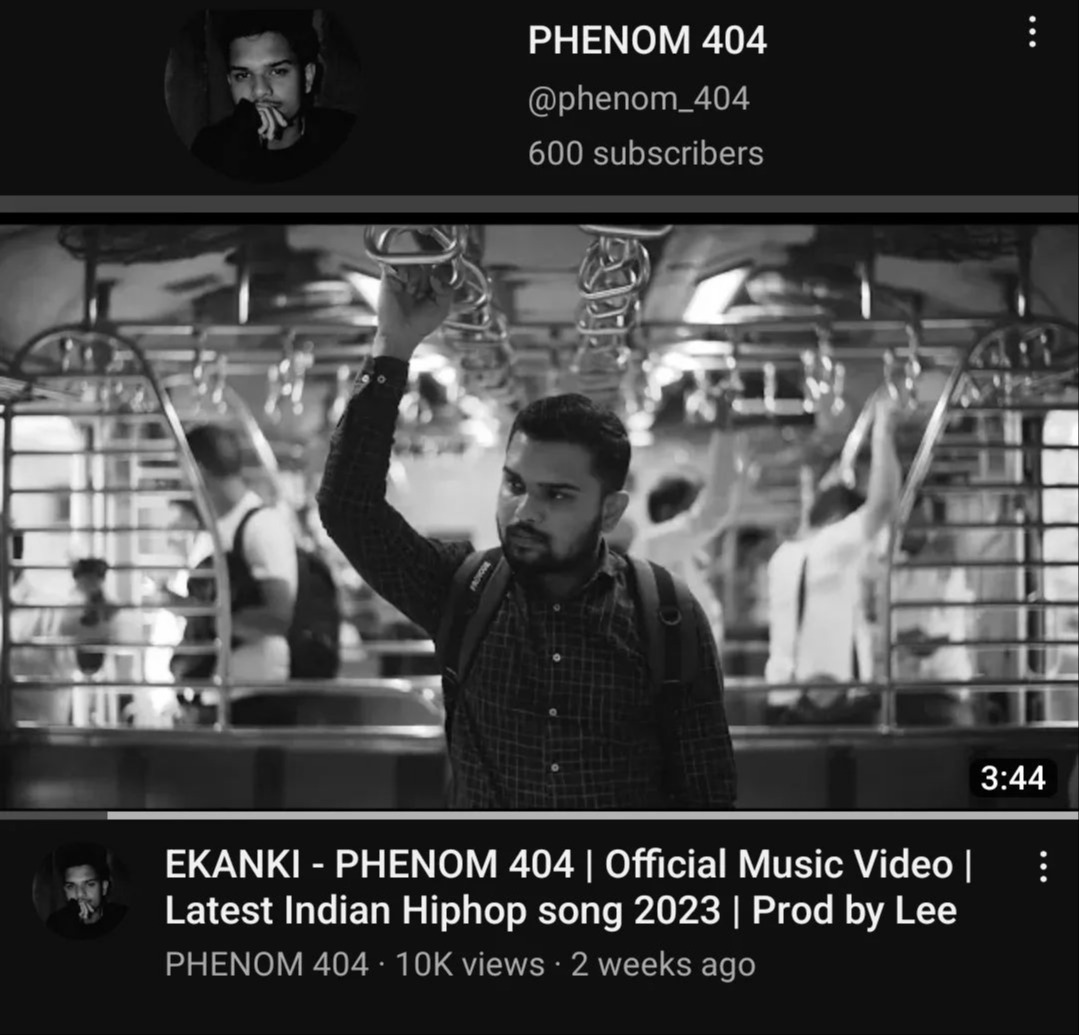 PHENOM 404
@phenom_404
600 subscribers
3:44
EKANKI - PHENOM 404 | Official Music Video |
Latest Indian Hiphop song 2023 | Prod by Lee
PHENOM 404 · 10K views · 2 weeks ago